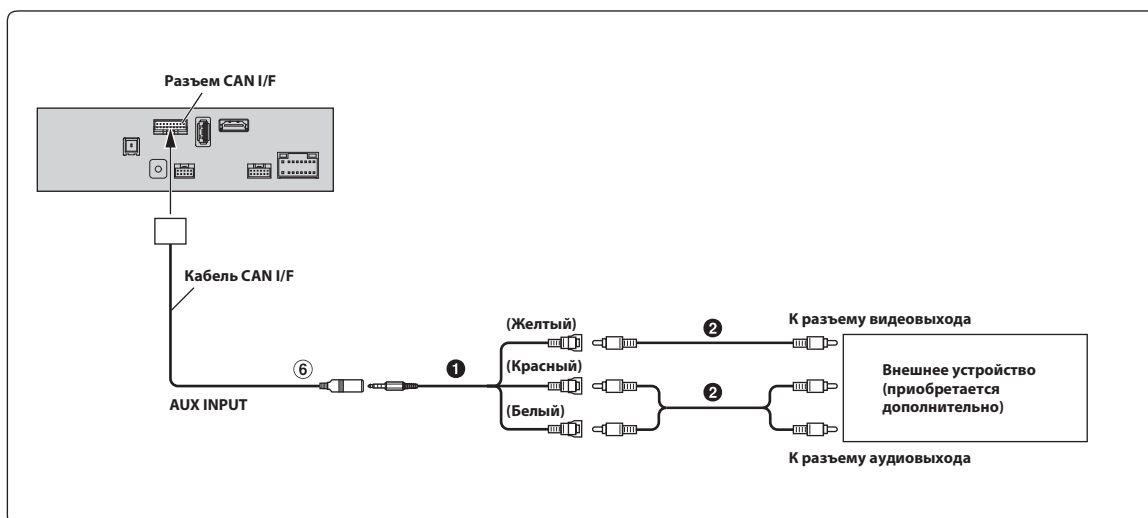 Разъем CAN I/F
Кабель CAN I/F
(Желтый)
❷
К разъему видеовыхода
(Красный)
⑥
❶
Внешнее устройство
(приобретается
дополнительно)
❷
AUX INPUT
(Белый)
К разъему аудиовыхода